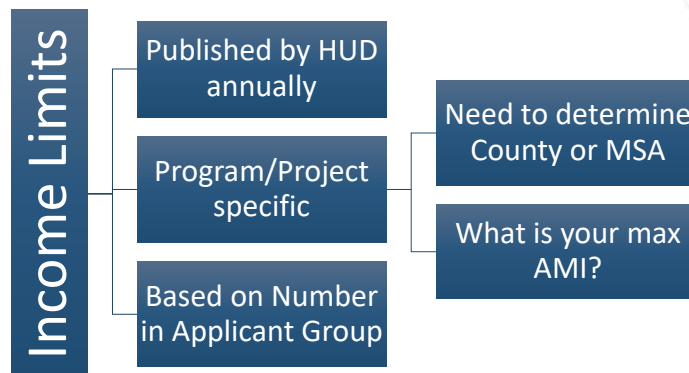 Income Limits
Published by HUD
annually
Program/Project
specific
Based on Number
in Applicant Group
Need to determine
County or MSA
What is your max
AMI?